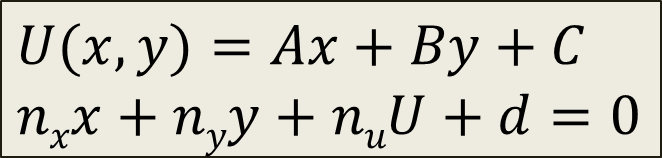 U(x, y) = Ax + By + C
n_x x + n_y y + n_u U + d = 0